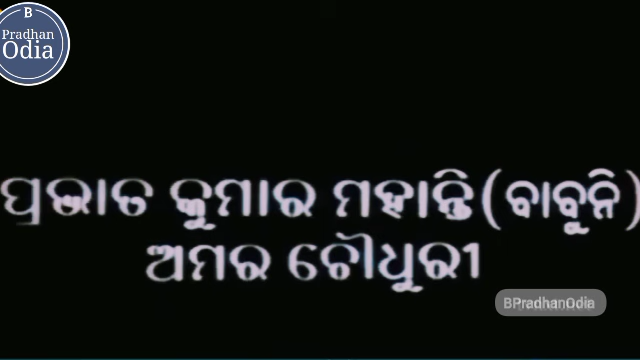 B
Pradhan
Odia
ପ୍ରଭାତ କୁମାର ମହାନ୍ତି(ବାବୁନି)
ଅମର ଚୌଧୁରୀ
BPradhanOdia